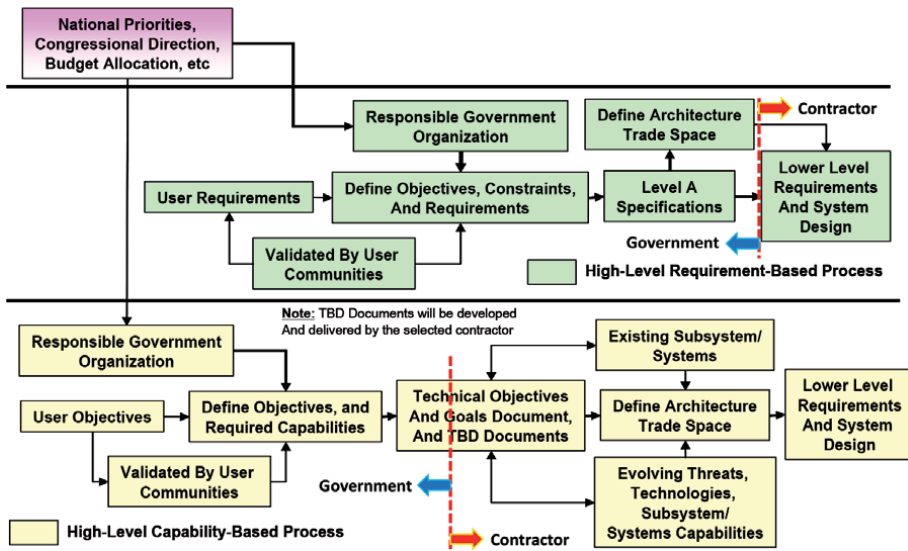 National Priorities,
Congressional Direction,
Budget Allocation, etc
Responsible Government
Organization
Define Architecture
Trade Space
Contractor
User Requirements
Define Objectives, Constraints,
And Requirements
Level A
Specifications
Lower Level
Requirements
And System
Design
Validated By User
Communities
Government
High-Level Requirement-Based Process
Note: TBD Documents will be developed
And delivered by the selected contractor
Responsible Government
Organization
Existing Subsystem/
Systems
User Objectives
Define Objectives, and
Required Capabilities
Technical Objectives
And Goals Document,
And TBD Documents
Define Architecture
Trade Space
Lower Level
Requirements
And System
Design
Validated By User
Communities
Government
Evolving Threats,
Technologies,
Subsystem/
Systems Capabilities
High-Level Capability-Based Process
Contractor